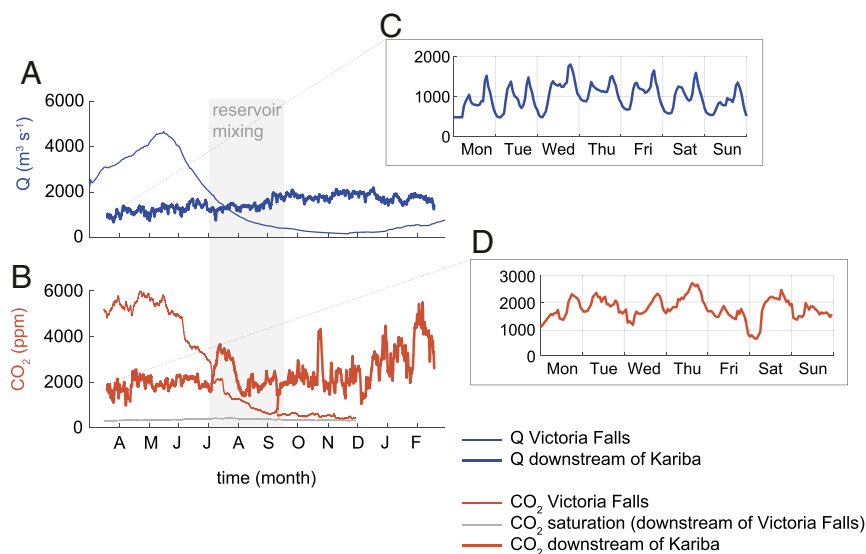 A
6000
4000
2000
0
Q (m³ s⁻¹)
reservoir
mixing
C
2000
1000
0
Mon Tue Wed Thu Fri Sat Sun
B
6000
4000
2000
0
CO₂ (ppm)
A M J J A S O N D J F
time (month)
D
3000
2000
1000
0
Mon Tue Wed Thu Fri Sat Sun
Q Victoria Falls
Q downstream of Kariba
CO₂ Victoria Falls
CO₂ saturation (downstream of Victoria Falls)
CO₂ downstream of Kariba